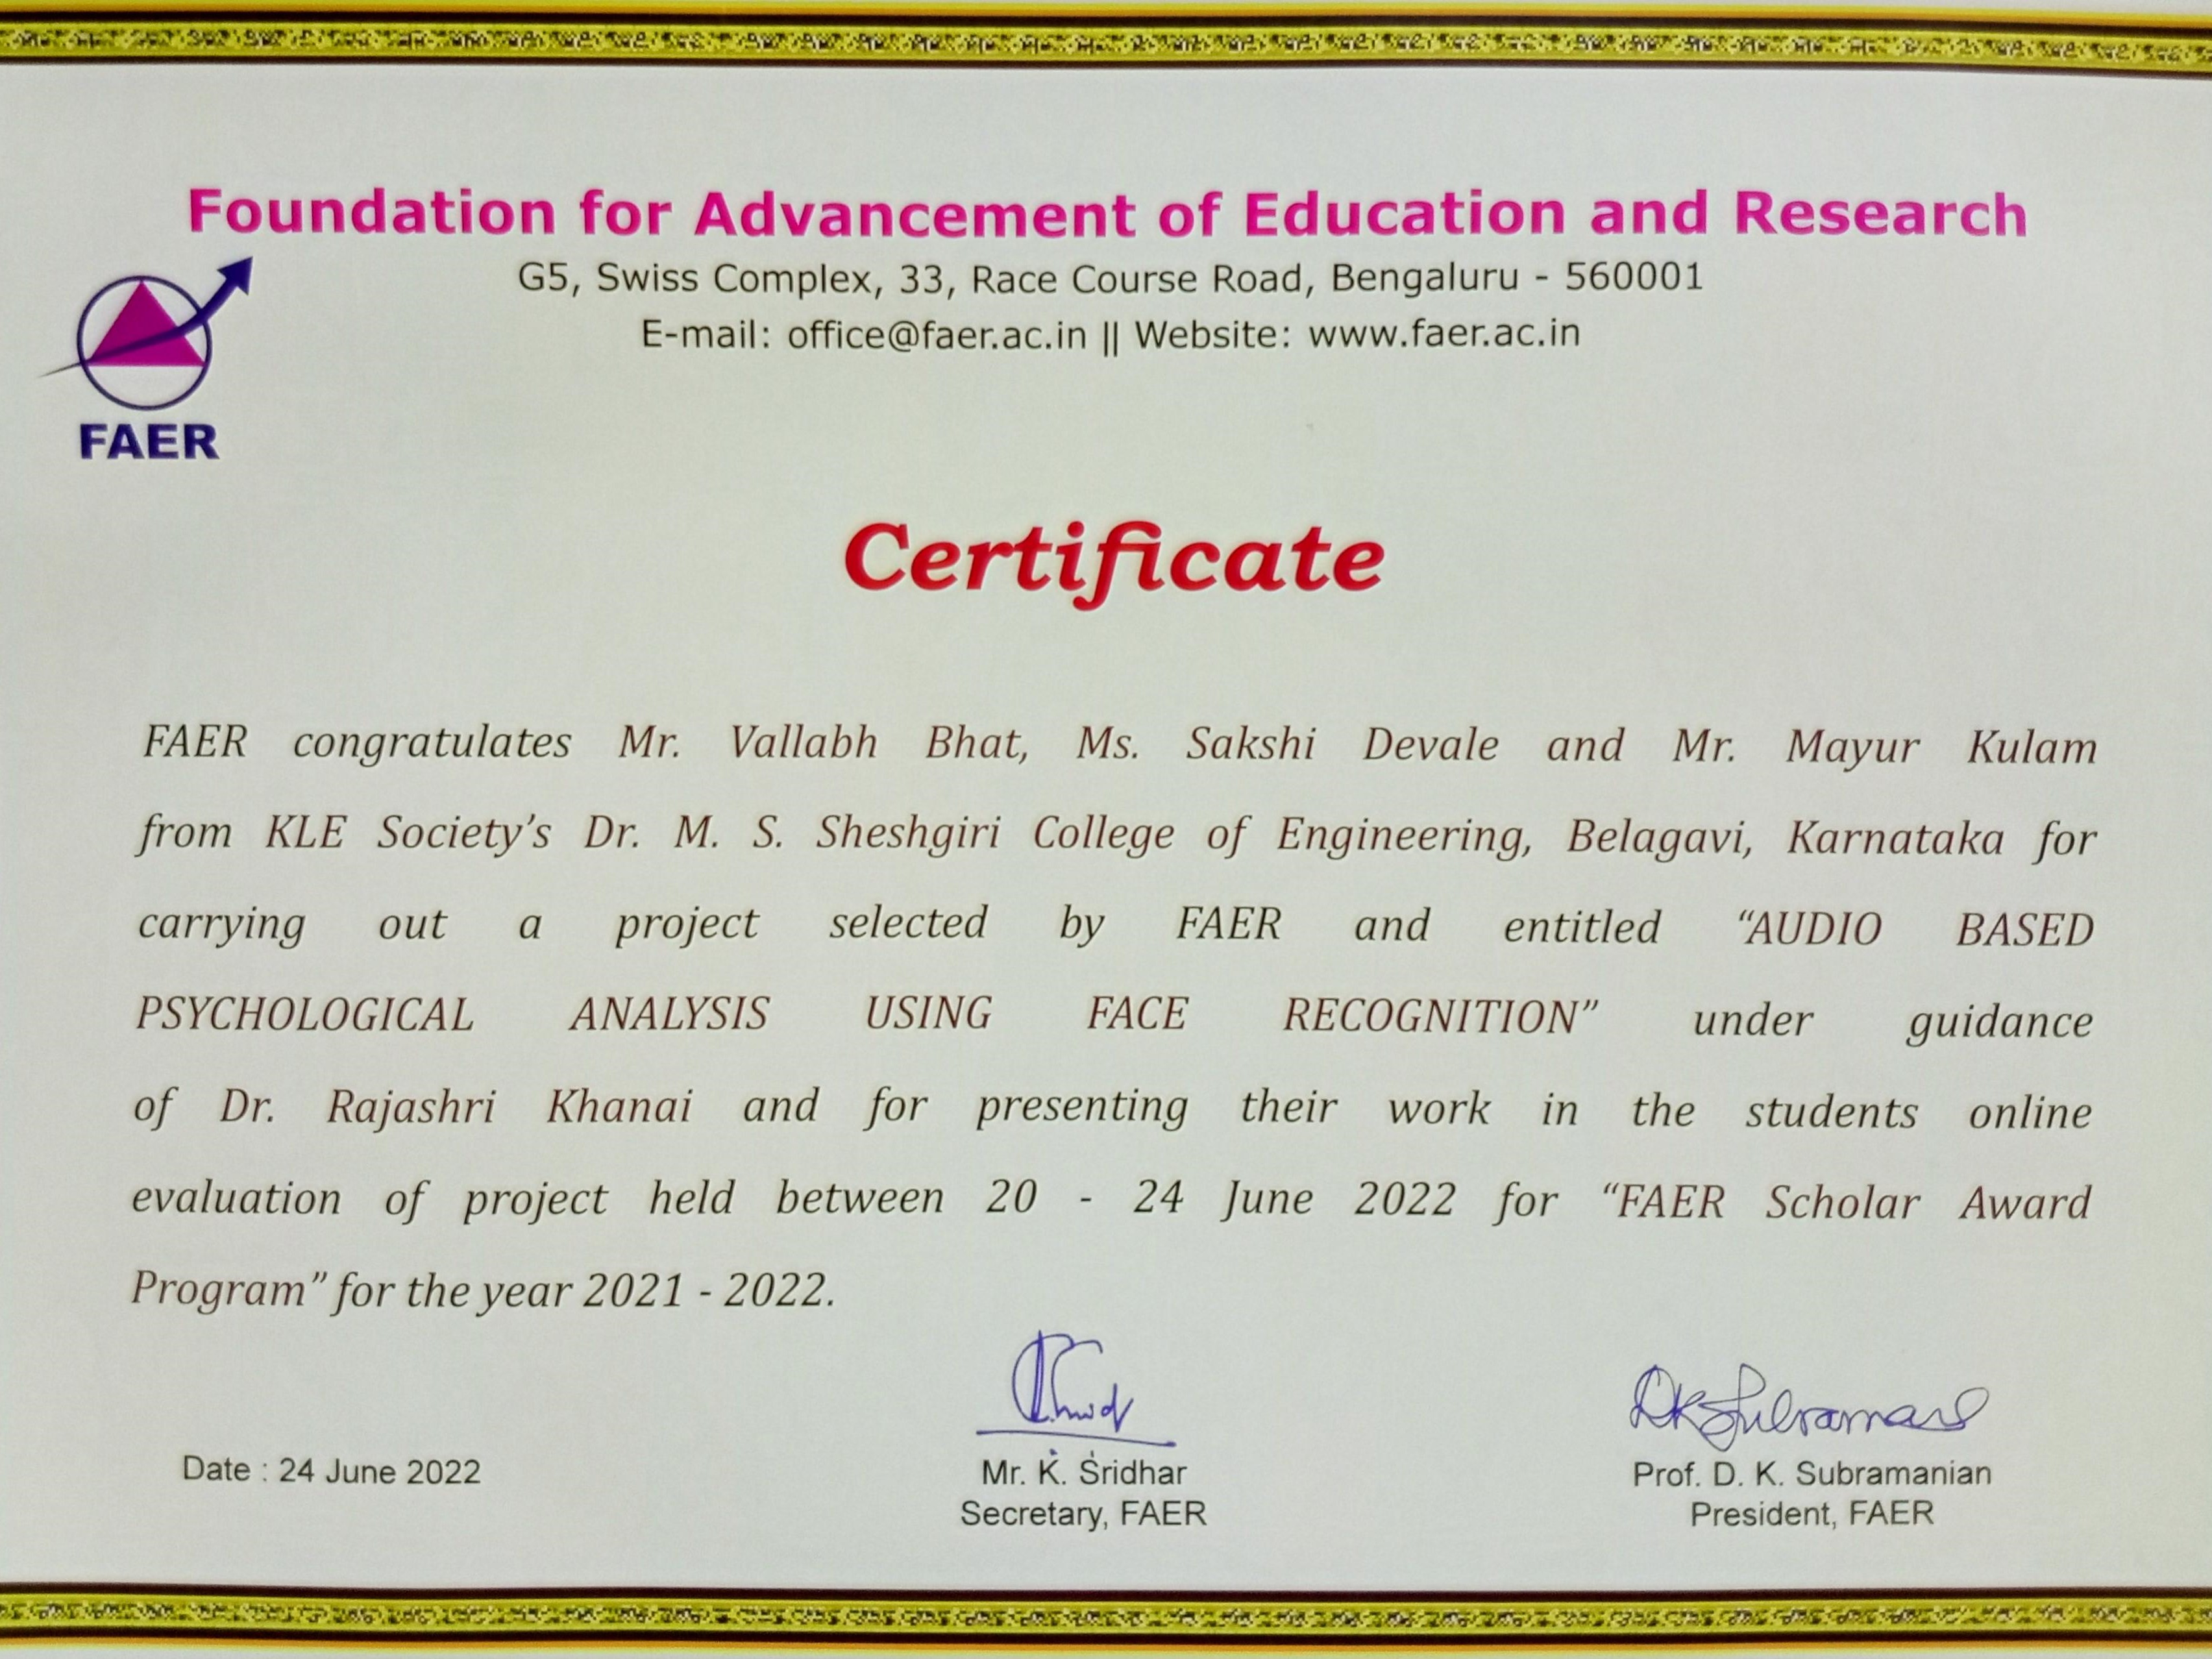 Foundation for Advancement of Education and Research
G5, Swiss Complex, 33, Race Course Road, Bengaluru - 560001
E-mail: office@faer.ac.in || Website: www.faer.ac.in
FAER
Certificate
FAER congratulates Mr. Vallabh Bhat, Ms. Sakshi Devale and Mr. Mayur Kulam
from KLE Society’s Dr. M. S. Sheshgiri College of Engineering, Belagavi, Karnataka for
carrying out a project selected by FAER and entitled “AUDIO BASED
PSYCHOLOGICAL ANALYSIS USING FACE RECOGNITION” under guidance
of Dr. Rajashri Khanai and for presenting their work in the students online
evaluation of project held between 20 - 24 June 2022 for “FAER Scholar Award
Program” for the year 2021 - 2022.
Date : 24 June 2022
Mr. K. Sridhar
Secretary, FAER
DKSubramani
Prof. D. K. Subramanian
President, FAER